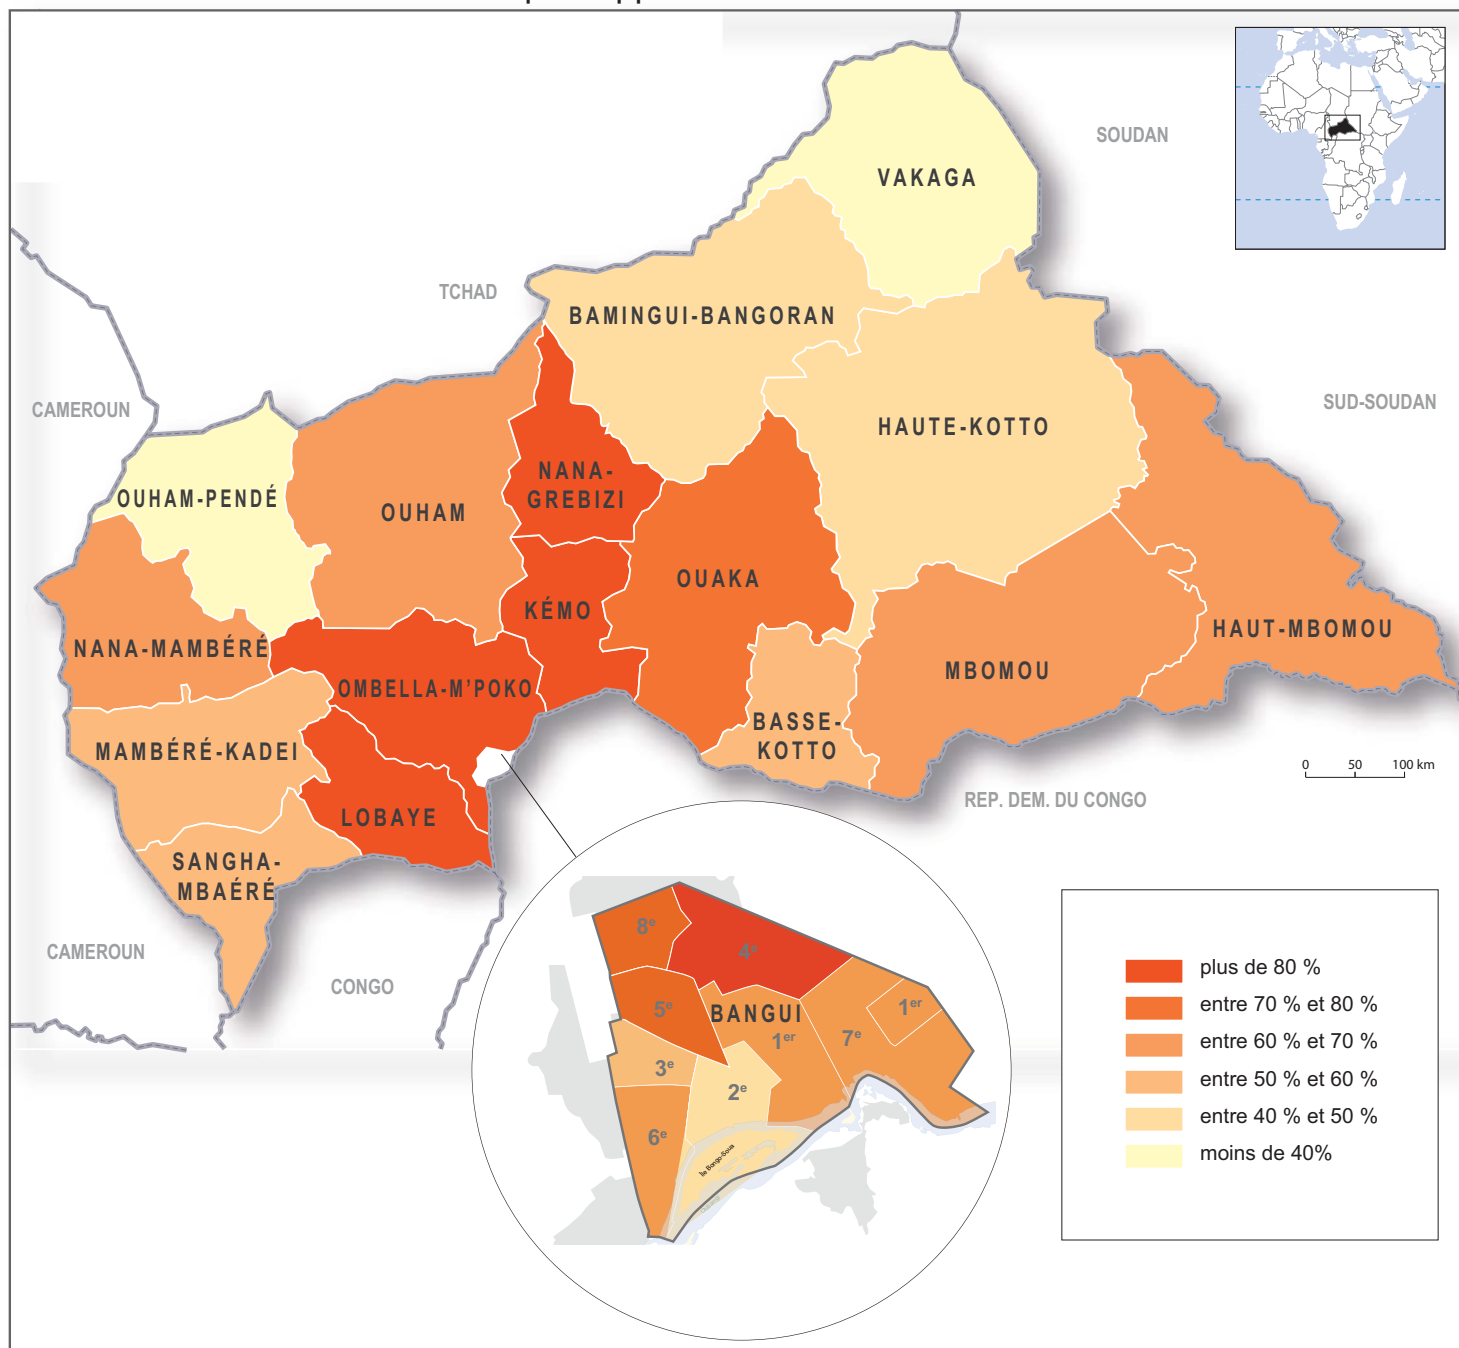 SOUDAN
VAKAGA
TCHAD
BAMINGUI-BANGORAN
CAMEROUN
SUD-SOUDAN
HAUTE-KOTTO
NANA-
GREBIZI
OUHAM-PENDÉ
OUHAM
OUAKA
KÉMO
HAUT-MBOMOU
NANA-MAMBÉRÉ
MBOMOU
OMBELLA-M’POKO
BASSE-
KOTTO
MAMBÉRÉ-KADEI
0 50 100 km
REP. DEM. DU CONGO
LOBAYE
SANGHA-
MBAÉRÉ
CAMEROUN
CONGO
8e
4e
5e
BANGUI
1er
1er
7e
3e
2e
6e
plus de 80 %
entre 70 % et 80 %
entre 60 % et 70 %
entre 50 % et 60 %
entre 40 % et 50 %
moins de 40%